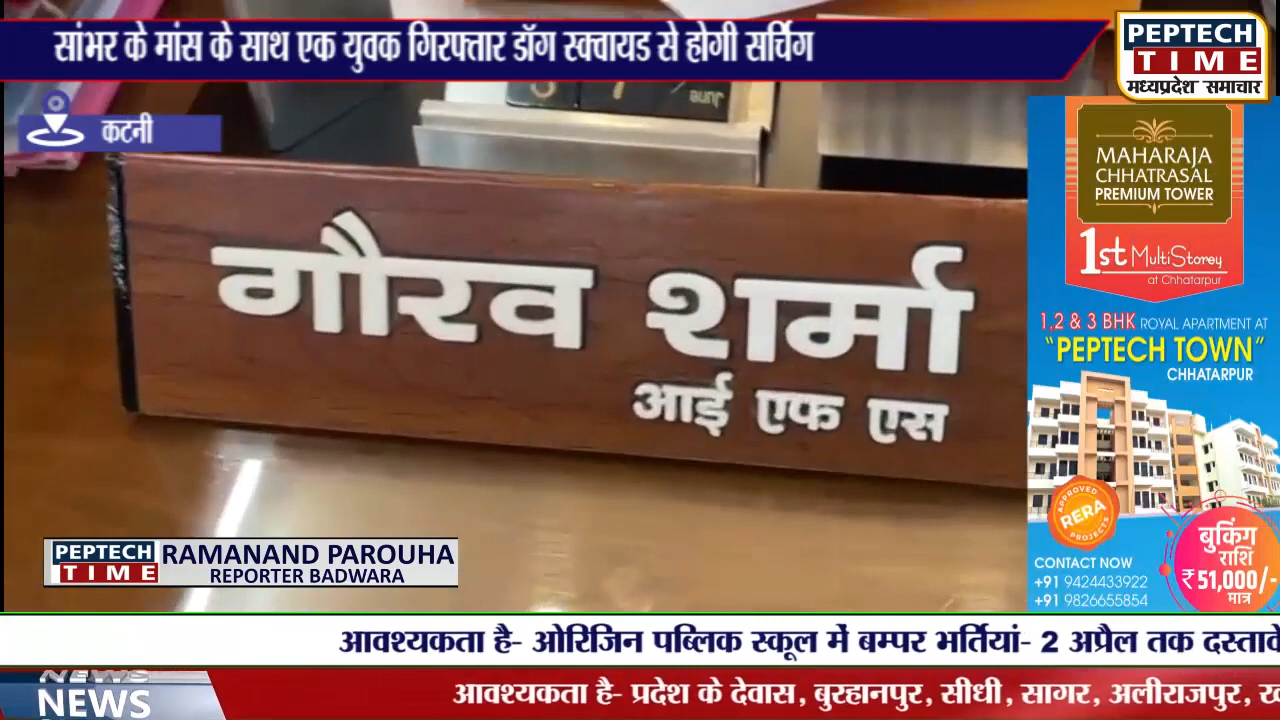 सांभर के मांस के साथ एक युवक गिरफ्तार डॉग स्क्वायड से होगी सर्चिग
PEPTECH
TIME
मध्यप्रदेश समाचार
कटनी
June
गौरव शर्मा
आई एफ एस
MAHARAJA
CHHATRASAL
PREMIUM TOWER
1st MultiStorey
at Chhatarpur
1,2 & 3 BHK ROYAL APARTMENT AT
"PEPTECH TOWN"
CHHATARPUR
APPROVED
RERA
PROJECTS
CONTACT NOW
+91 9424433922
+91 9826655854
बुकिंग
राशि
₹51,000/-
मात्र
PEPTECH
TIME
RAMANAND PAROUHA
REPORTER BADWARA
आवश्यकता है- ओरिजिन पब्लिक स्कूल में बम्पर भर्तियां- 2 अप्रैल तक दस्तावे
NEWS
आवश्यकता है- प्रदेश के देवास, बुरहानपुर, सीधी, सागर, अलीराजपुर,